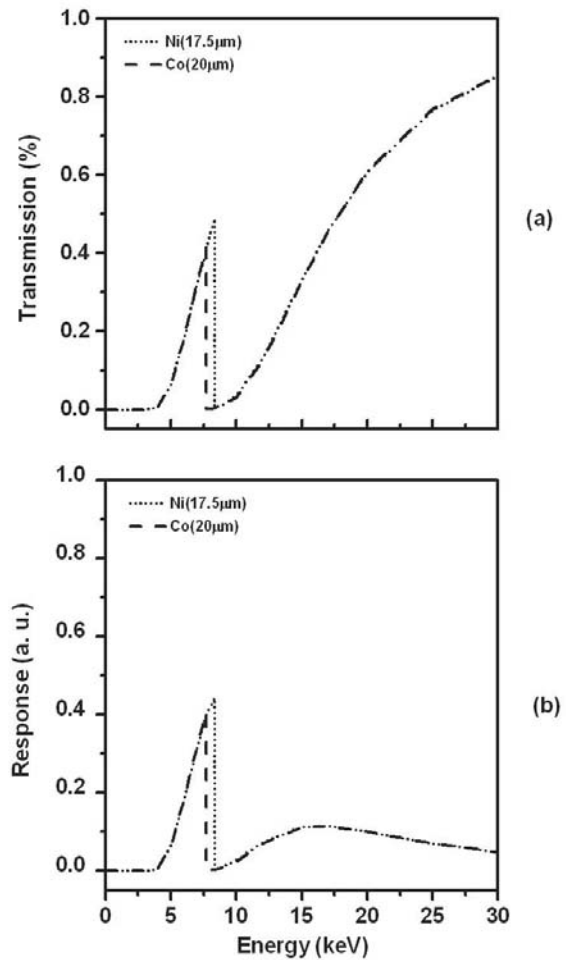 Ni(17.5μm)
Co(20μm)
1.0
0.8
0.6
0.4
0.2
0.0
Transmission (%)
(a)
Ni(17.5μm)
Co(20μm)
1.0
0.8
0.6
0.4
0.2
0.0
Response (a. u.)
(b)
0 5 10 15 20 25 30
Energy (keV)